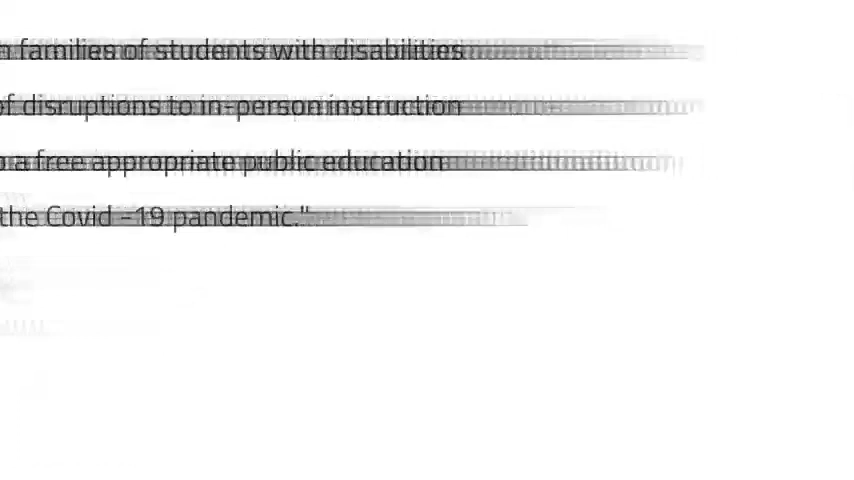 families of students with disabilities
of disruptions to in-person instruction
a free appropriate public education
the Covid -19 pandemic."